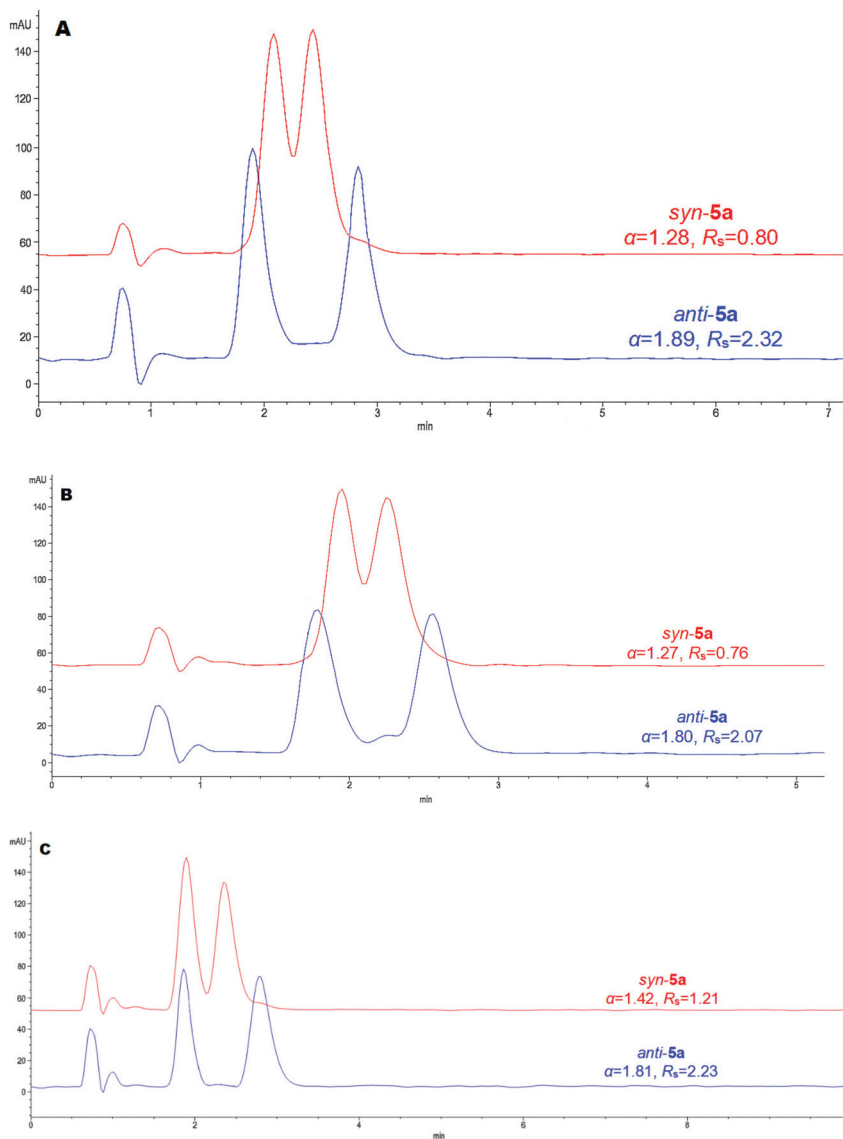 A
mAU
140
120
100
80
60
40
20
0
syn-5a
α=1.28, Rs=0.80
anti-5a
α=1.89, Rs=2.32
0 1 2 3 4 5 6 7
min
B
mAU
140
120
100
80
60
40
20
0
syn-5a
α=1.27, Rs=0.76
anti-5a
α=1.80, Rs=2.07
0 1 2 3 4 5
min
C
mAU
140
120
100
80
60
40
20
0
syn-5a
α=1.42, Rs=1.21
anti-5a
α=1.81, Rs=2.23
0 2 4 6 8
min